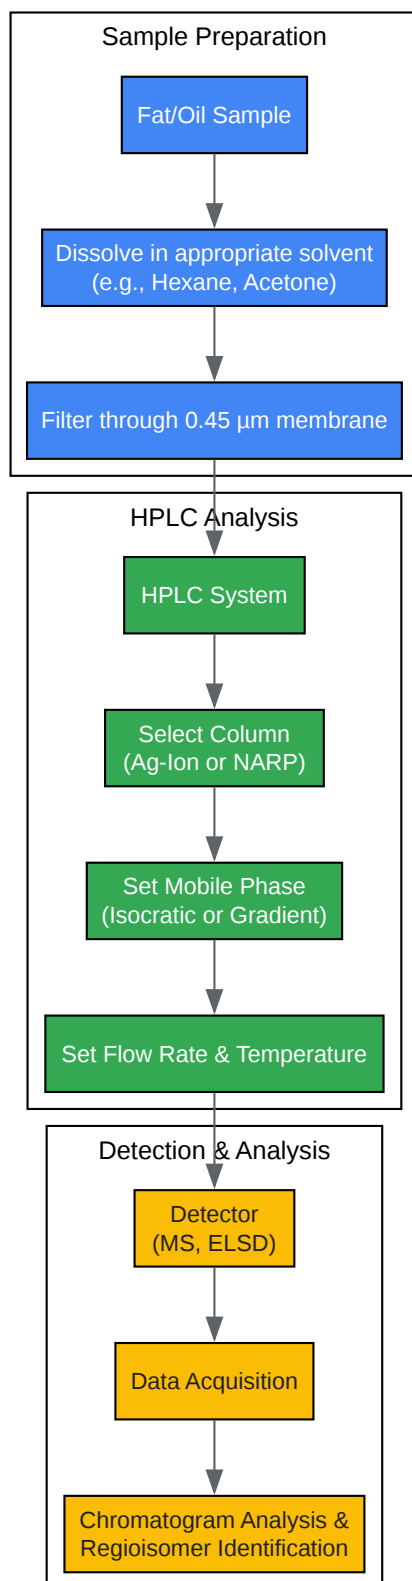 Sample Preparation
Fat/Oil Sample
Dissolve in appropriate solvent
(e.g., Hexane, Acetone)
Filter through 0.45 µm membrane
HPLC Analysis
HPLC System
Select Column
(Ag-Ion or NARP)
Set Mobile Phase
(Isocratic or Gradient)
Set Flow Rate & Temperature
Detection & Analysis
Detector
(MS, ELSD)
Data Acquisition
Chromatogram Analysis &
Regioisomer Identification